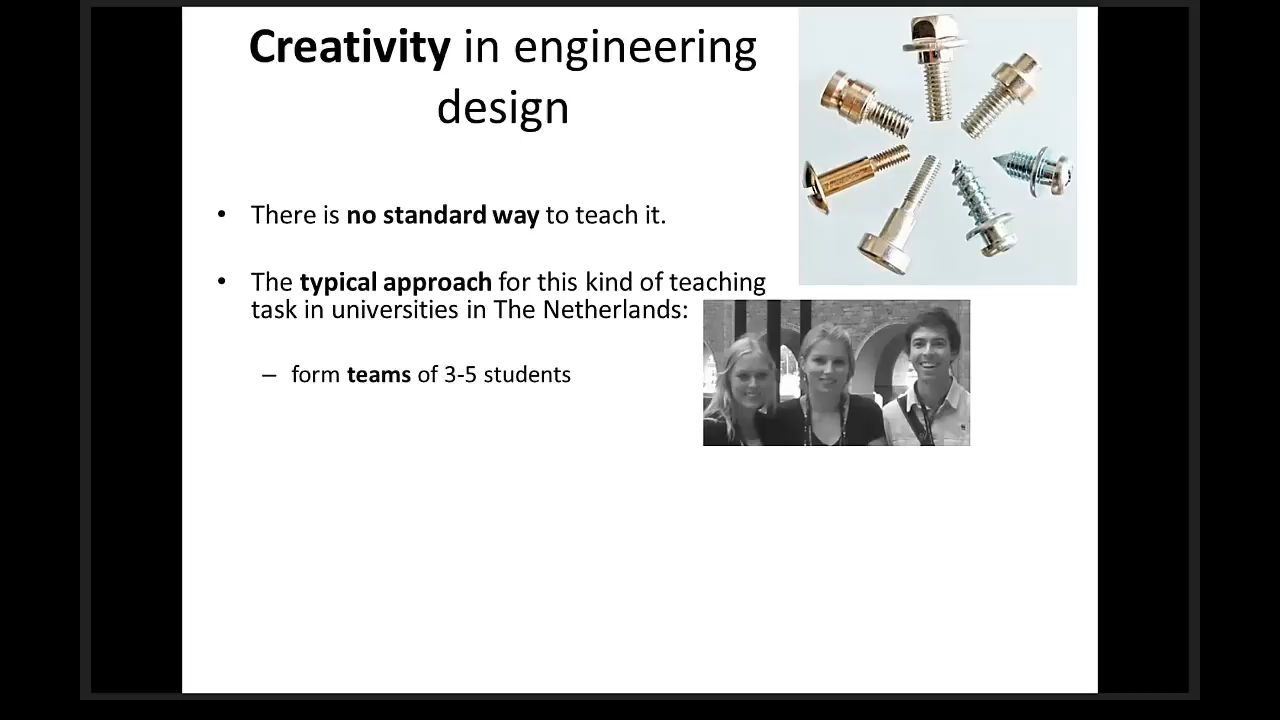 Creativity in engineering
design
• There is no standard way to teach it.
• The typical approach for this kind of teaching
task in universities in The Netherlands:
– form teams of 3-5 students